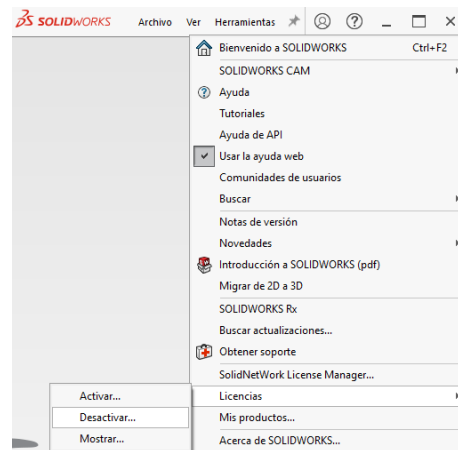 SOLIDWORKS Archivo Ver Herramientas
Bienvenido a SOLIDWORKS Ctrl+F2
SOLIDWORKS CAM
Ayuda
Tutoriales
Ayuda de API
Usar la ayuda web
Comunidades de usuarios
Buscar
Notas de versión
Novedades
Introducción a SOLIDWORKS (pdf)
Migrar de 2D a 3D
SOLIDWORKS Rx
Buscar actualizaciones...
Obtener soporte
SolidNetWork License Manager...
Activar... Licencias
Desactivar... Mis productos...
Mostrar... Acerca de SOLIDWORKS...